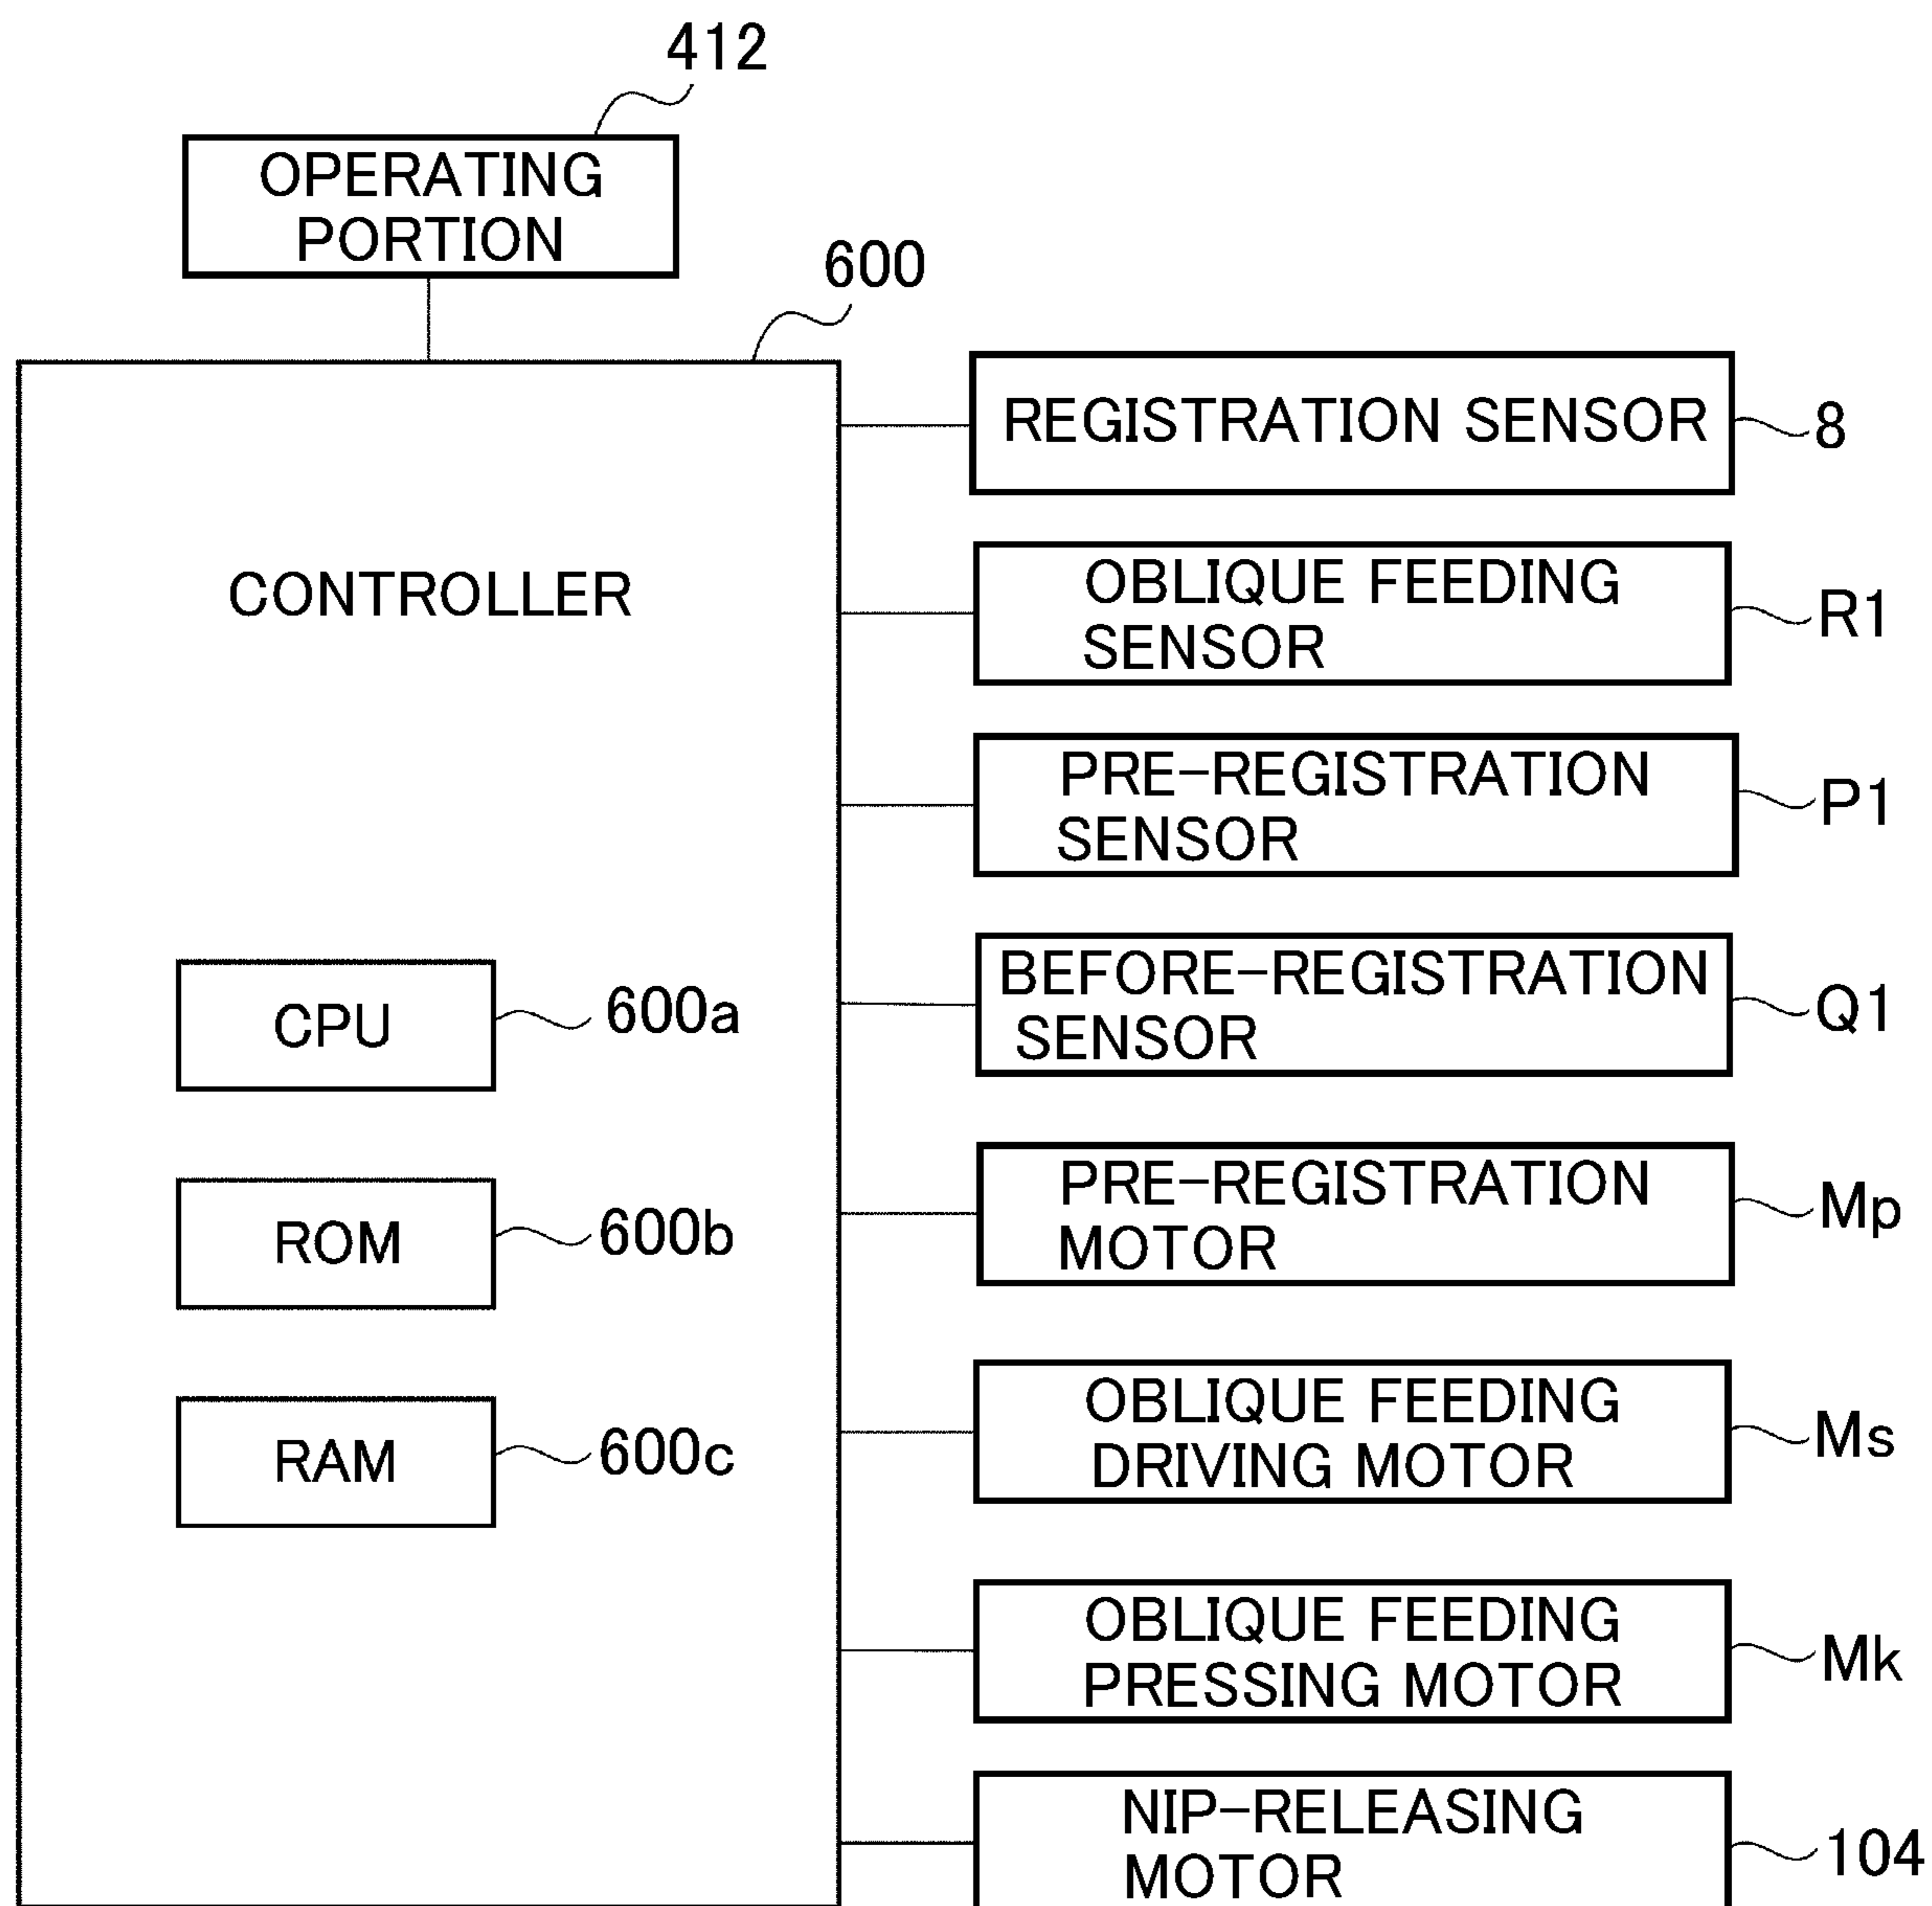 412
OPERATING
PORTION
600
CONTROLLER
CPU
600a
ROM
600b
RAM
600c
REGISTRATION SENSOR
8
OBLIQUE FEEDING
SENSOR
R1
PRE-REGISTRATION
SENSOR
P1
BEFORE-REGISTRATION
SENSOR
Q1
PRE-REGISTRATION
MOTOR
Mp
OBLIQUE FEEDING
DRIVING MOTOR
Ms
OBLIQUE FEEDING
PRESSING MOTOR
Mk
NIP-RELEASING
MOTOR
104